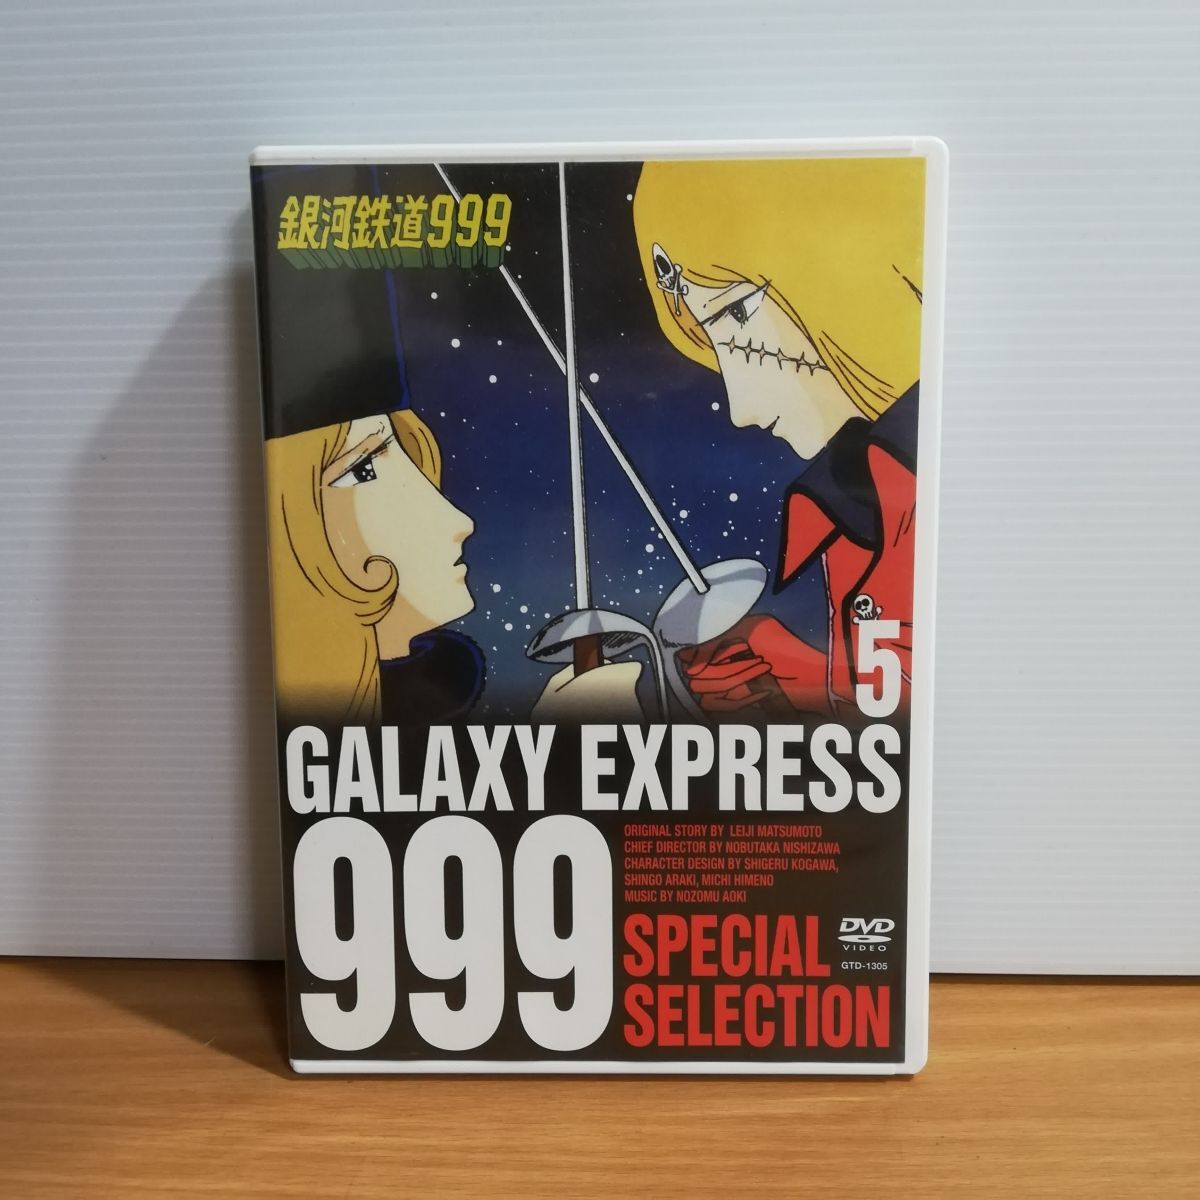 銀河鉄道999
5
GALAXY EXPRESS
999
ORIGINAL STORY BY LEIJI MATSUMOTO
CHIEF DIRECTOR BY NOBUTAKA NISHIZAWA
CHARACTER DESIGN BY SHIGERU KOGAWA,
SHINGO ARAKI, MICHI HIMENO
MUSIC BY NOZOMU AOKI
SPECIAL
SELECTION
DVD
VIDEO
GTD-1305